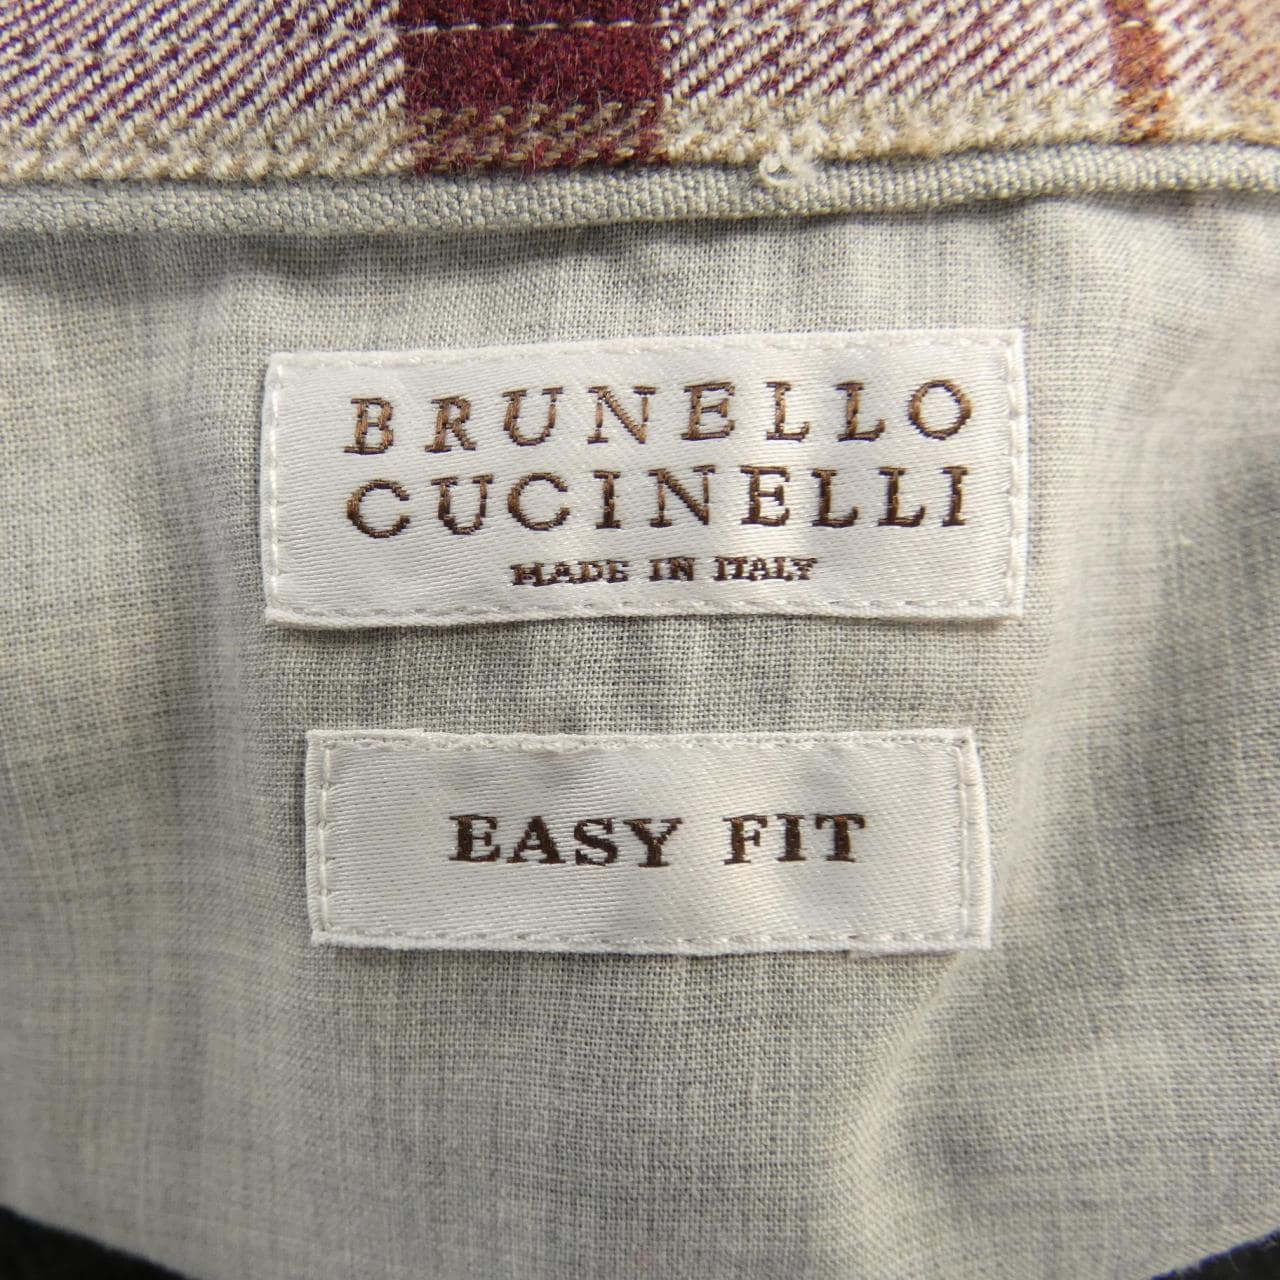 BRUNELLO
CUCINELLI
MADE IN ITALY
EASY FIT